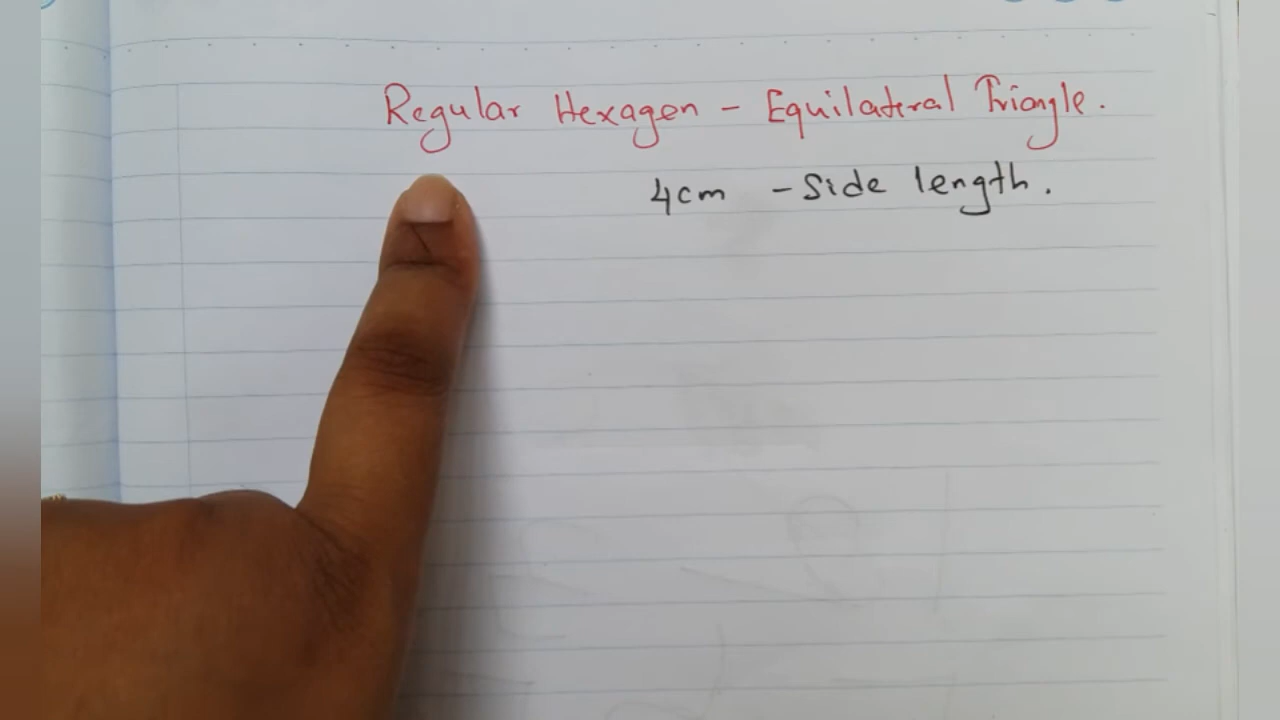 Regular Hexagon - Equilateral Triangle.
4cm - Side length.